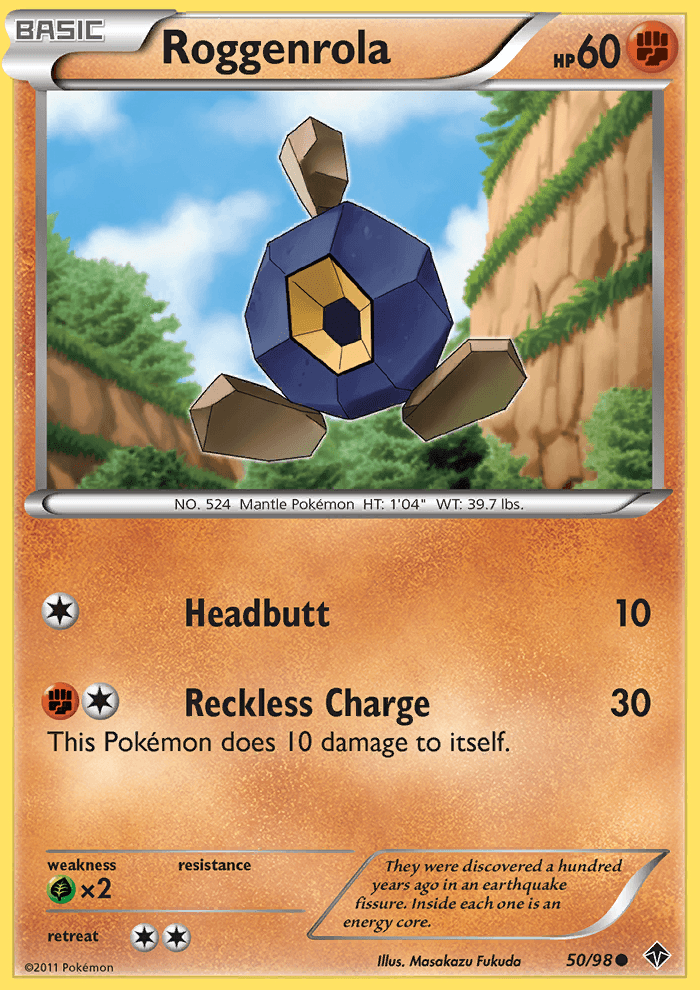 BASIC
Roggenrola
HP60
NO. 524 Mantle Pokémon HT: 1'04" WT: 39.7 lbs.
Headbutt 10
Reckless Charge 30
This Pokémon does 10 damage to itself.
weakness resistance
×2
retreat
They were discovered a hundred
years ago in an earthquake
fissure. Inside each one is an
energy core.
©2011 Pokémon
Illus. Masakazu Fukuda
50/98